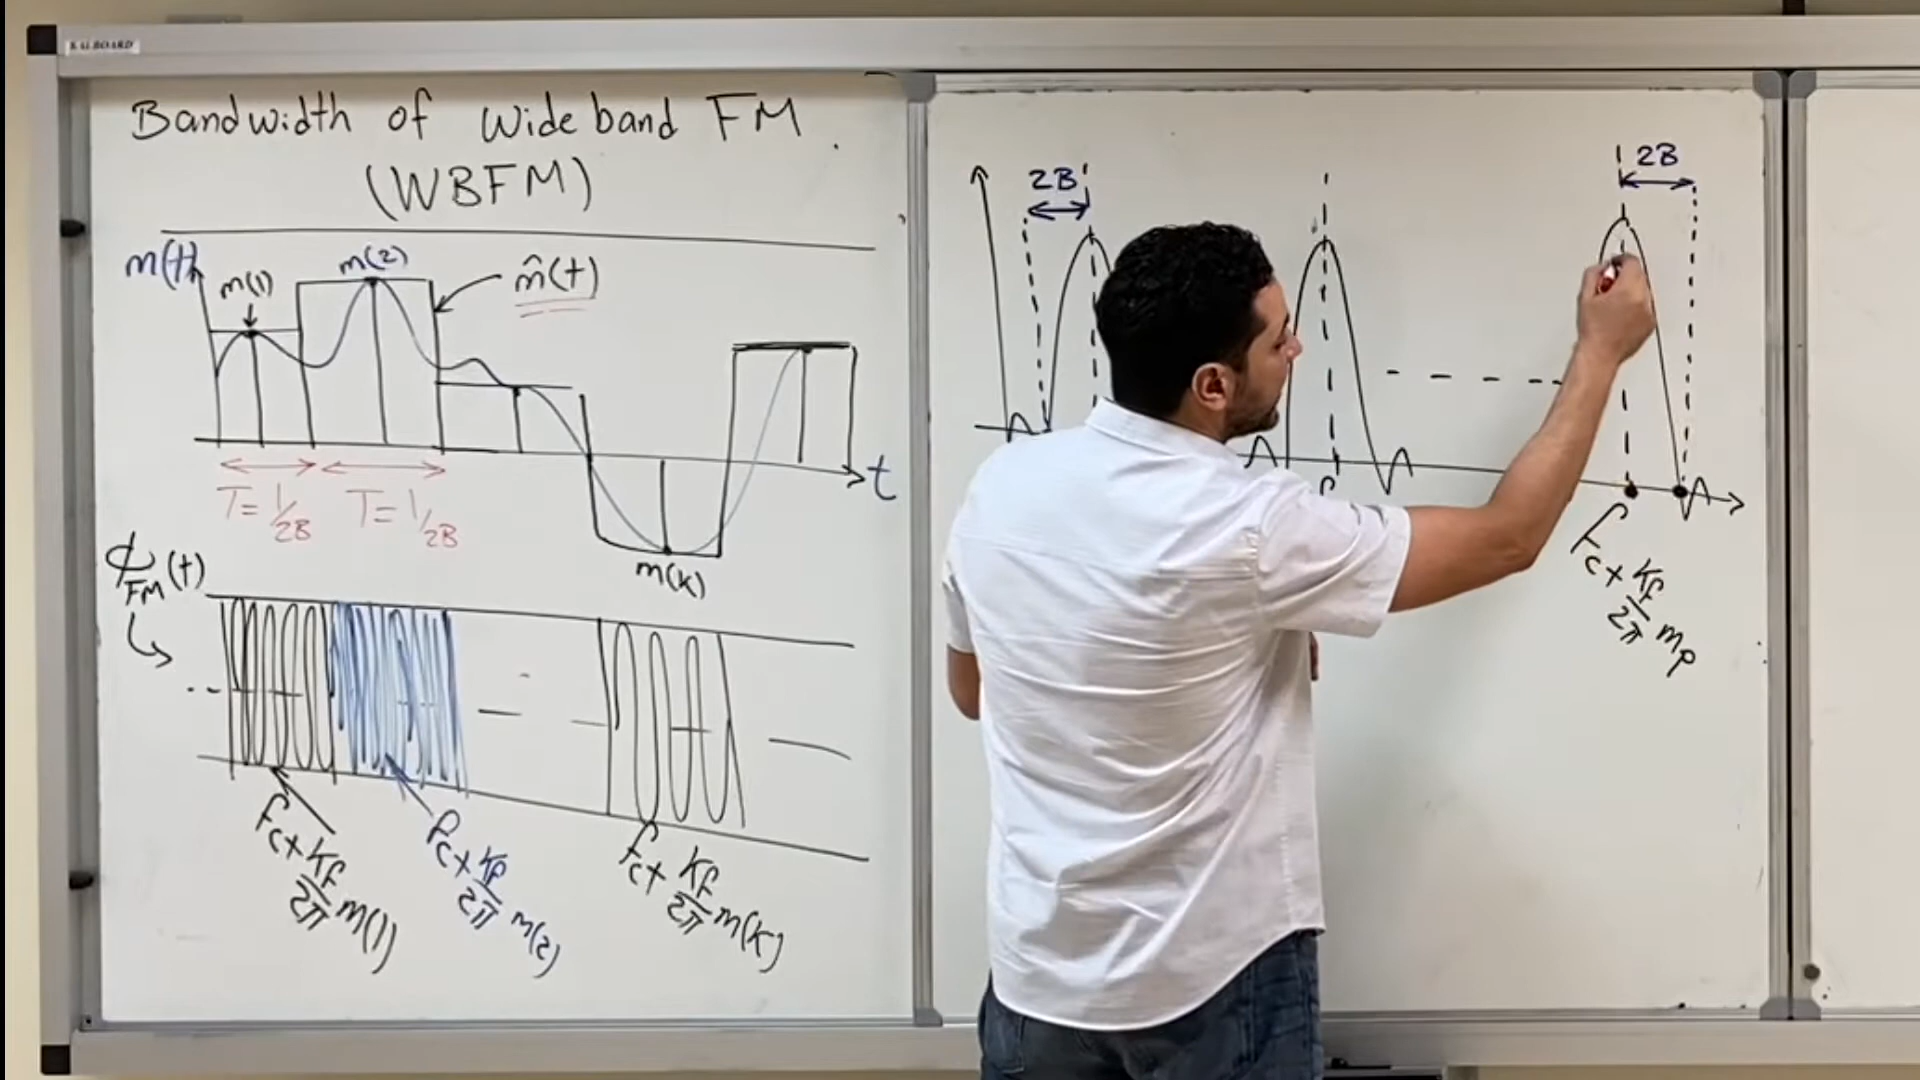 Bandwidth of Wideband FM
(WBFM)
m(t)
m(1)
m(2)
m̂(t)
t
T=1/2B
T=1/2B
m(k)
ϕFM(t)
fc+kf/2π m(1)
fc+kf/2π m(2)
fc+kf/2π m(k)
2B
2B
fc+kf/2π mp